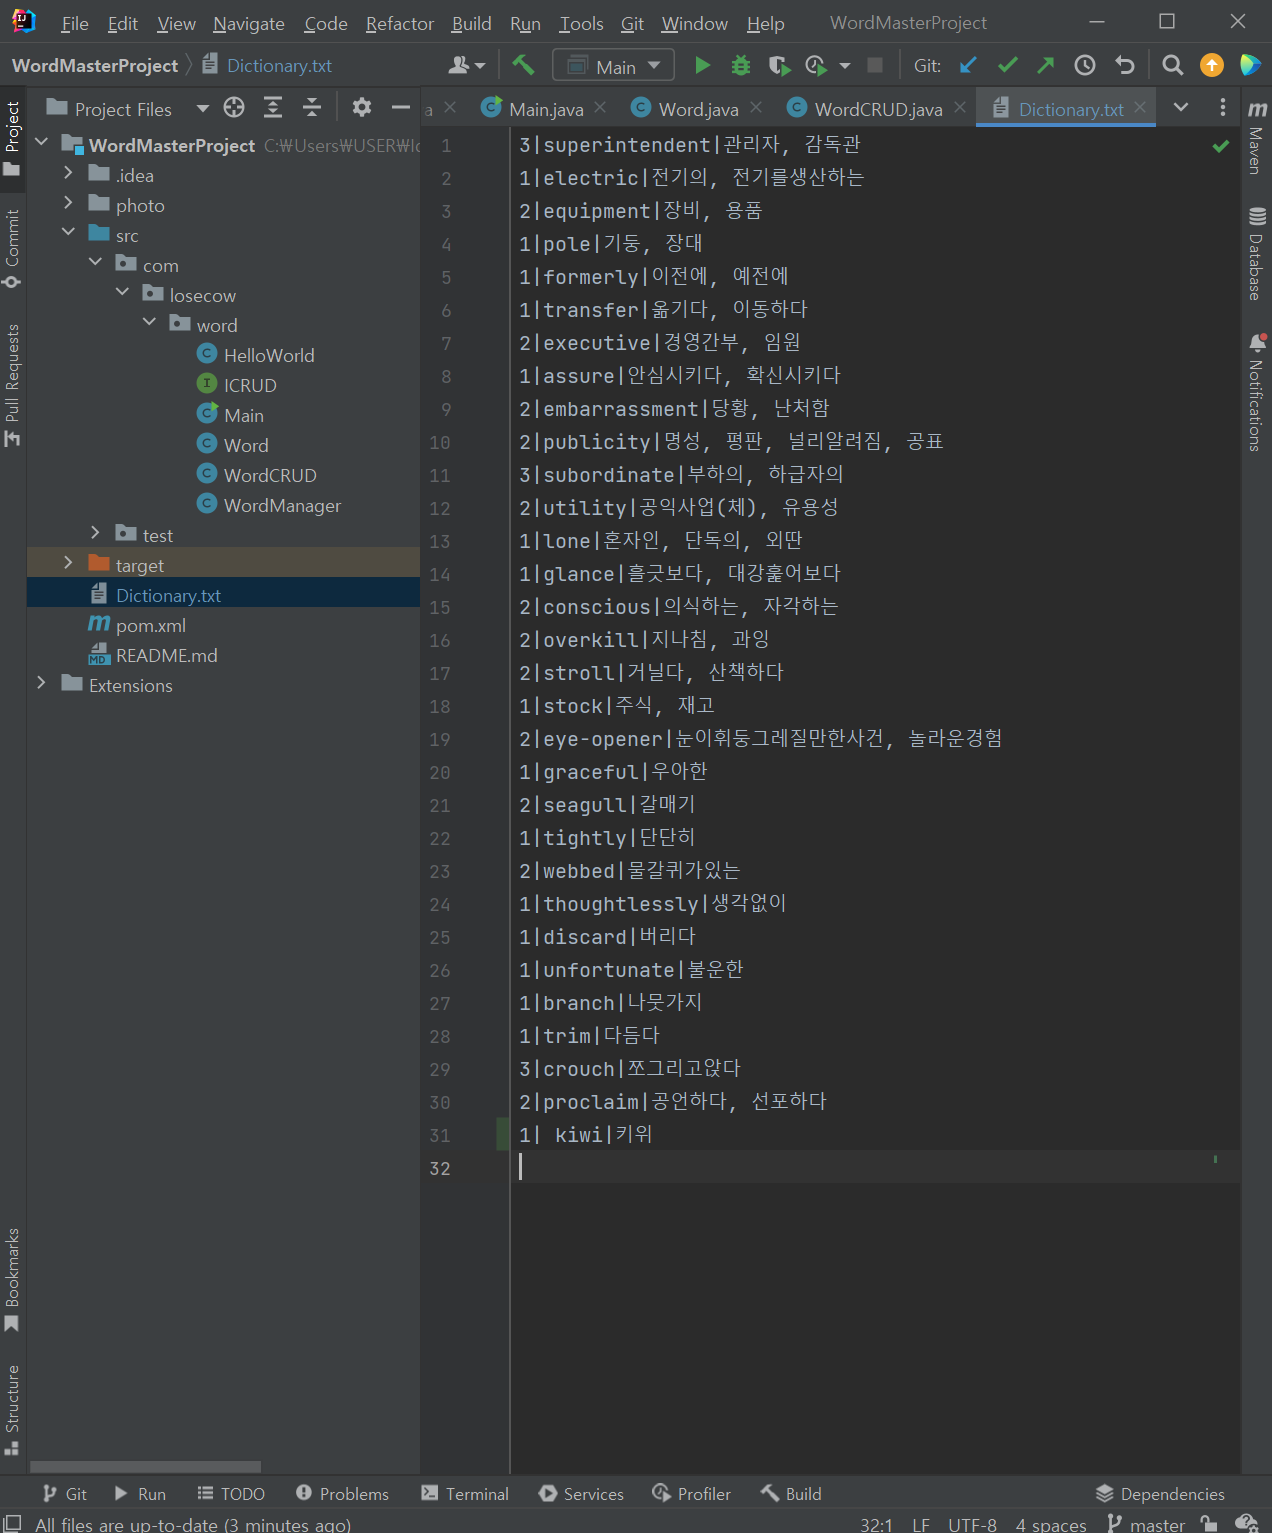 File Edit View Navigate Code Refactor Build Run Tools Git Window Help WordMasterProject
WordMasterProject Dictionary.txt Main Git:
Project Files
a Main.java Word.java WordCRUD.java Dictionary.txt
WordMasterProject C:₩Users₩USER₩Id
.idea
photo
src
com
losecow
word
HelloWorld
ICRUD
Main
Word
WordCRUD
WordManager
test
target
Dictionary.txt
pom.xml
README.md
Extensions
1 3|superintendent|관리자, 감독관
2 1|electric|전기의, 전기를생산하는
3 2|equipment|장비, 용품
4 1|pole|기둥, 장대
5 1|formerly|이전에, 예전에
6 1|transfer|옮기다, 이동하다
7 2|executive|경영간부, 임원
8 1|assure|안심시키다, 확신시키다
9 2|embarrassment|당황, 난처함
10 2|publicity|명성, 평판, 널리알려짐, 공표
11 3|subordinate|부하의, 하급자의
12 2|utility|공익사업(체), 유용성
13 1|lone|혼자인, 단독의, 외딴
14 1|glance|흘긋보다, 대강훑어보다
15 2|conscious|의식하는, 자각하는
16 2|overkill|지나침, 과잉
17 2|stroll|거닐다, 산책하다
18 1|stock|주식, 재고
19 2|eye-opener|눈이휘둥그레질만한사건, 놀라운경험
20 1|graceful|우아한
21 2|seagull|갈매기
22 1|tightly|단단히
23 2|webbed|물갈퀴가있는
24 1|thoughtlessly|생각없이
25 1|discard|버리다
26 1|unfortunate|불운한
27 1|branch|나뭇가지
28 1|trim|다듬다
29 3|crouch|쪼그리고앉다
30 2|proclaim|공언하다, 선포하다
31 1| kiwi|키위
32
Project
Commit
Pull Requests
Bookmarks
Structure
Maven
Database
Notifications
Git Run TODO Problems Terminal Services Profiler Build Dependencies
All files are up-to-date (3 minutes ago) 32:1 LF UTF-8 4 spaces master